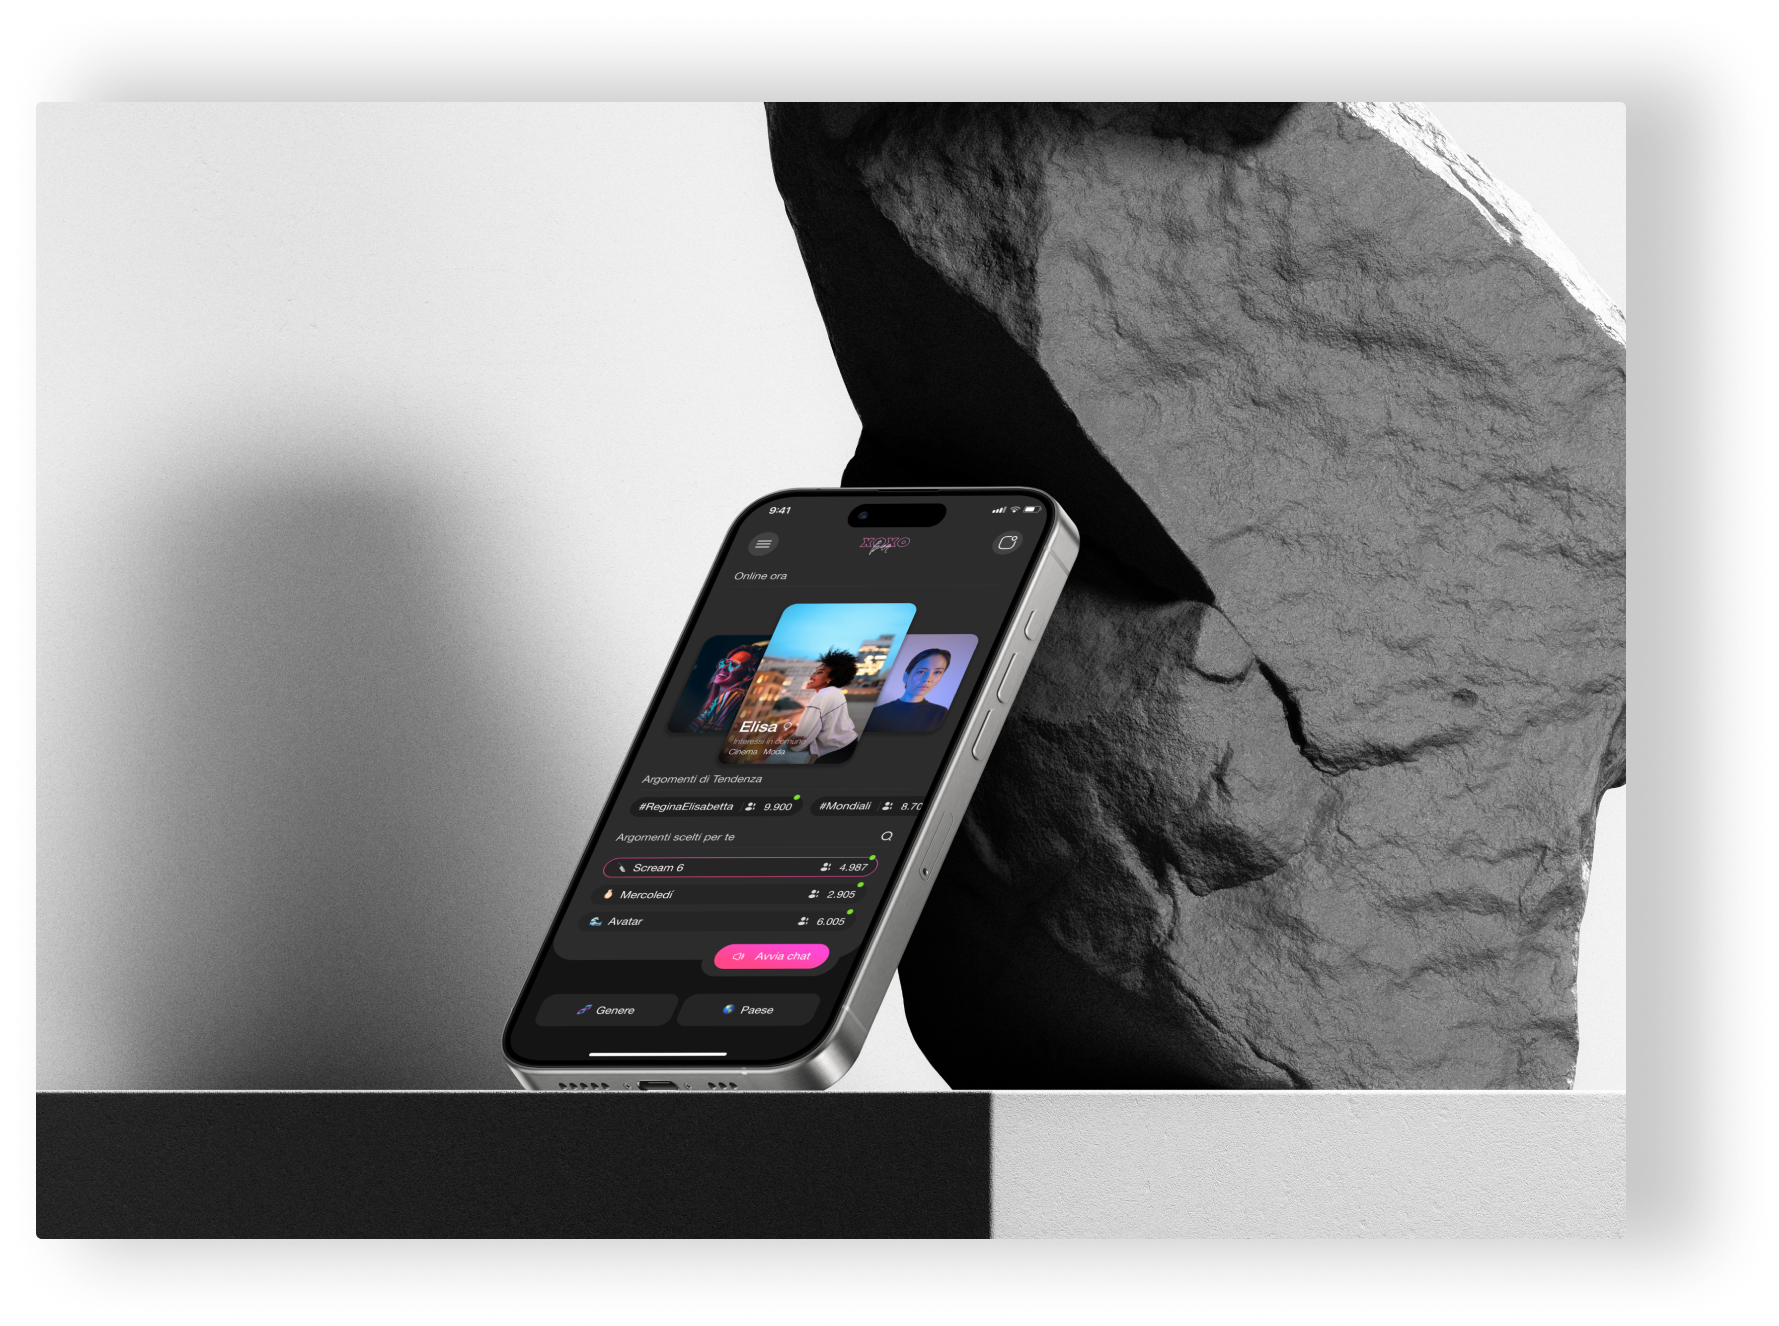 9:41
XOXO
Online ora
Elisa
Interessi in comune
Cinema Moda
Argomenti di Tendenza
#ReginaElisabetta 9.900 #Mondiali 8.70
Argomenti scelti per te
Scream 6 4.987
Mercoledí 2.905
Avatar 6.005
Avvia chat
Genere Paese